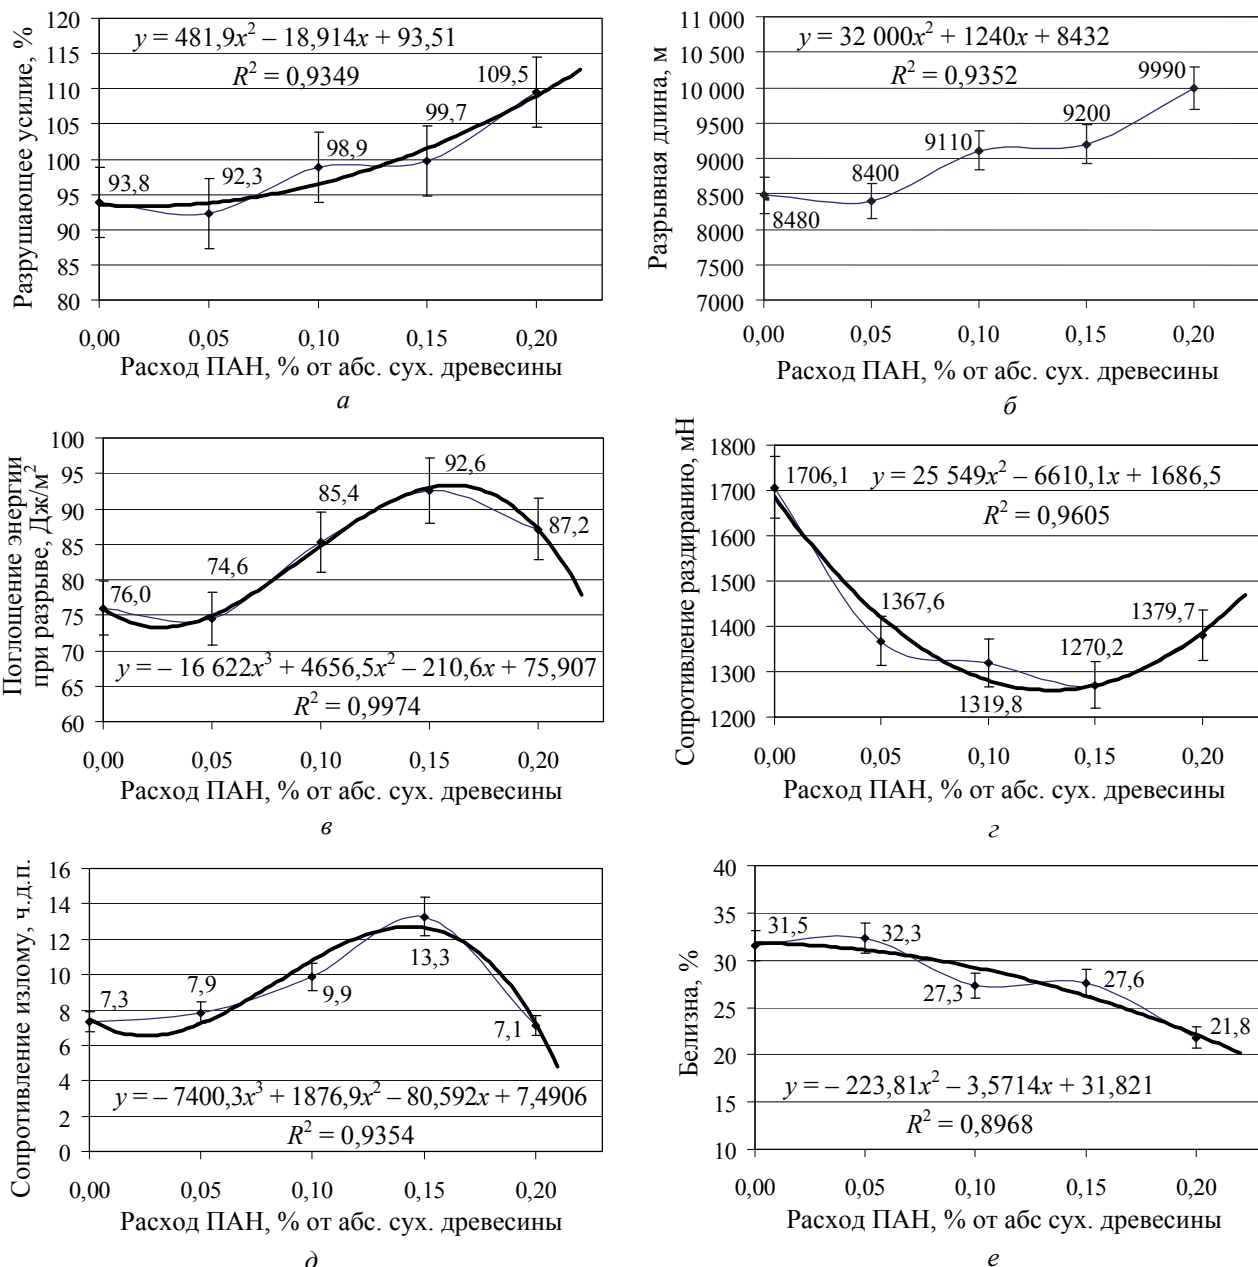 Разрушающее усилие, %
120
115
110
105
100
95
90
85
80
y = 481,9x² – 18,914x + 93,51
R² = 0,9349
93,8
92,3
98,9
99,7
109,5
0,00 0,05 0,10 0,15 0,20
Расход ПАН, % от абс. сух. древесины
а
Разрывная длина, м
11 000
10 500
10 000
9500
9000
8500
8000
7500
7000
y = 32 000x² + 1240x + 8432
R² = 0,9352
8480
8400
9110
9200
9990
0,00 0,05 0,10 0,15 0,20
Расход ПАН, % от абс. сух. древесины
б
Поглощение энергии
при разрыве, Дж/м²
100
95
90
85
80
75
70
65
60
76,0
74,6
85,4
92,6
87,2
y = – 16 622x³ + 4656,5x² – 210,6x + 75,907
R² = 0,9974
0,00 0,05 0,10 0,15 0,20
Расход ПАН, % от абс. сух. древесины
в
Сопротивление раздиранию, мН
1800
1700
1600
1500
1400
1300
1200
y = 25 549x² – 6610,1x + 1686,5
R² = 0,9605
1706,1
1367,6
1319,8
1270,2
1379,7
0,00 0,05 0,10 0,15 0,20
Расход ПАН, % от абс. сух. древесины
г
Сопротивление излому, ч.д.п.
16
14
12
10
8
6
4
2
0
7,3
7,9
9,9
13,3
7,1
y = – 7400,3x³ + 1876,9x² – 80,592x + 7,4906
R² = 0,9354
0,00 0,05 0,10 0,15 0,20
Расход ПАН, % от абс. сух. древесины
д
Белизна, %
40
35
30
25
20
15
10
31,5
32,3
27,3
27,6
21,8
y = – 223,81x² – 3,5714x + 31,821
R² = 0,8968
0,00 0,05 0,10 0,15 0,20
Расход ПАН, % от абс сух. древесины
е